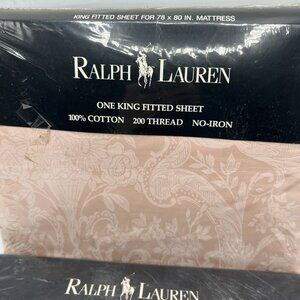 KING FITTED SHEET FOR 78 x 80 IN. MATTRESS
RALPH LAUREN
ONE KING FITTED SHEET
100% COTTON 200 THREAD NO-IRON
RALPH LAUREN